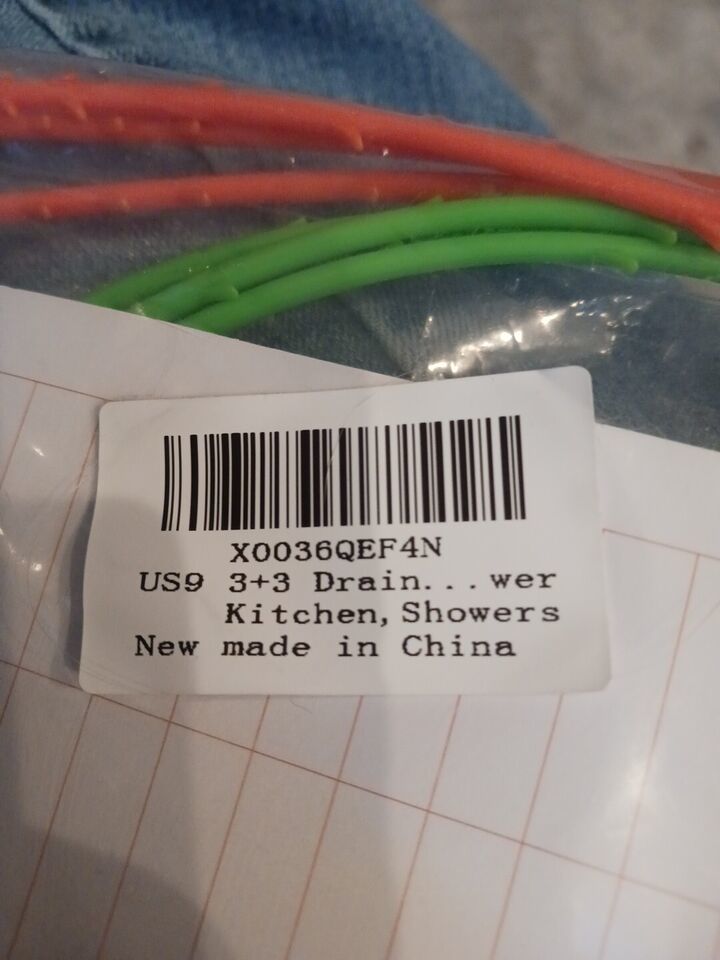 X0036QEF4N
US9 3+3 Drain...wer
Kitchen, Showers
New made in China